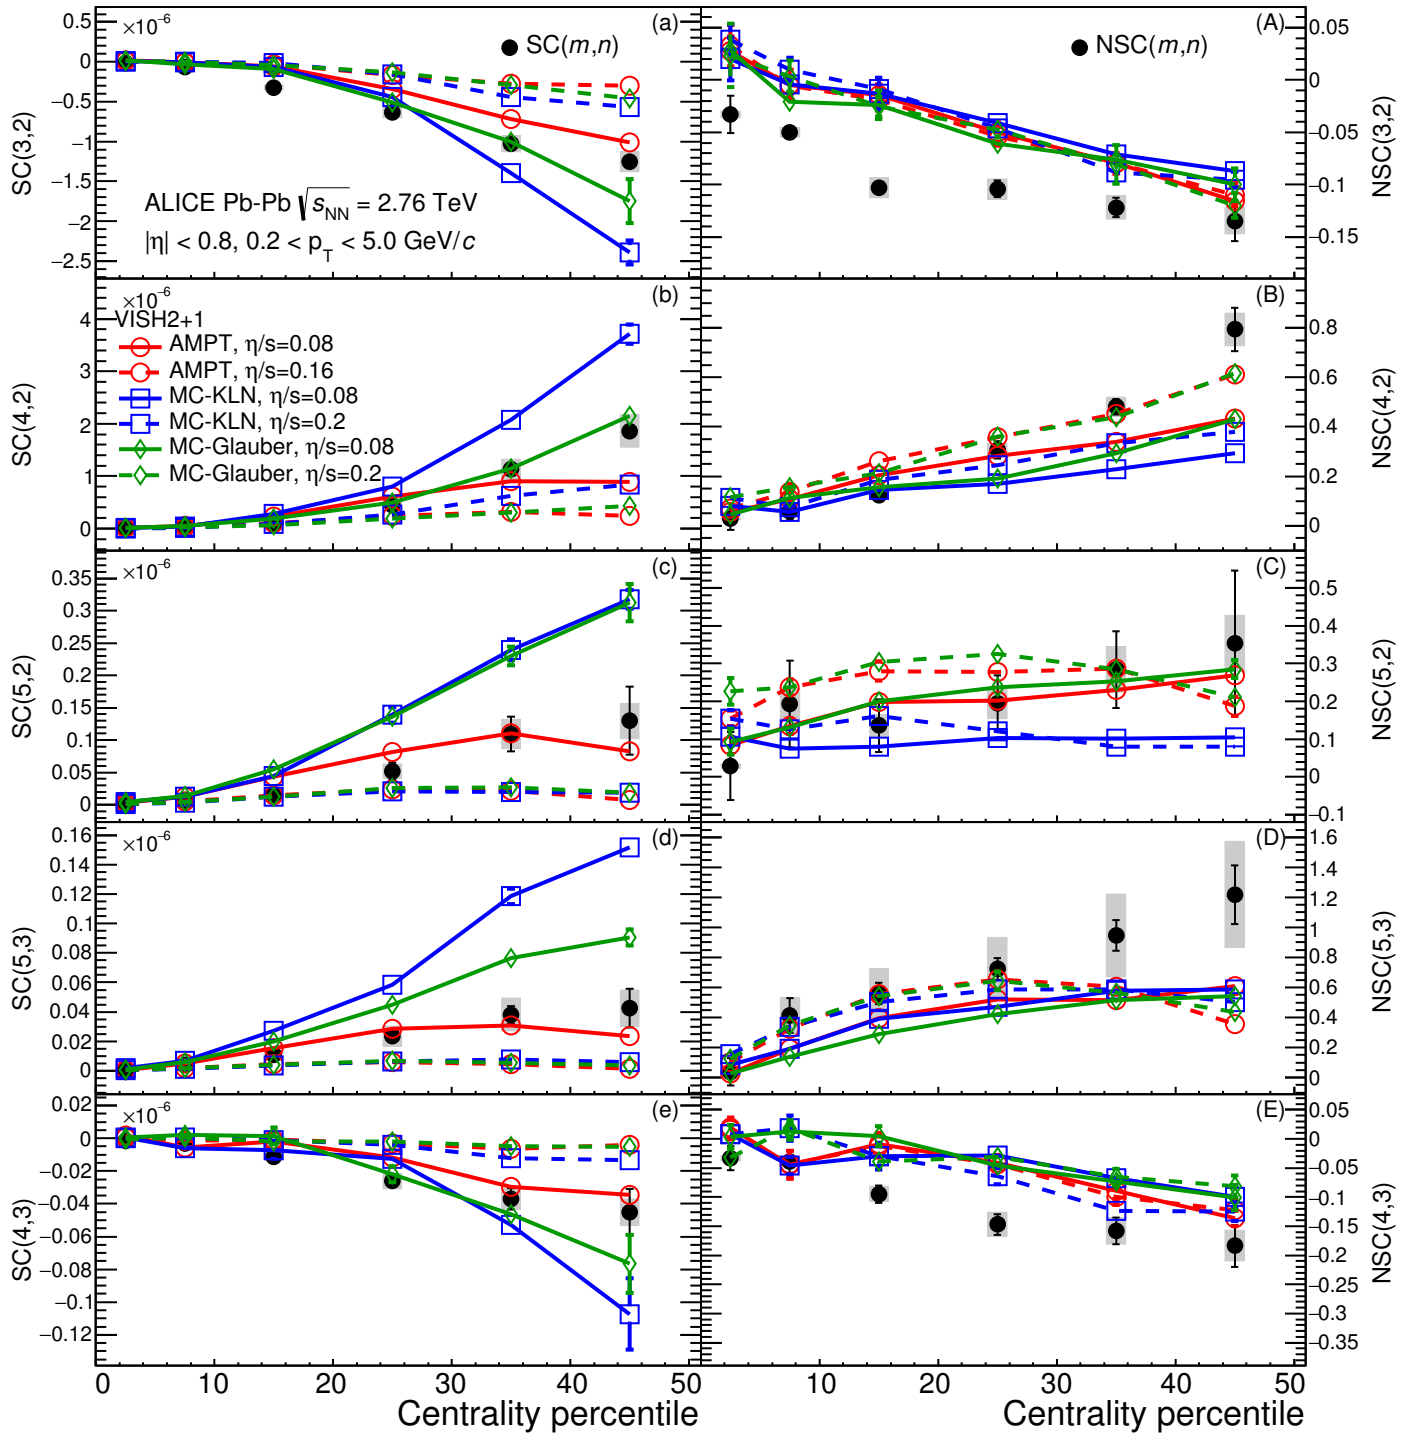 ×10⁻⁶
(a)
SC(m,n)
0.5
0
−0.5
−1
−1.5
−2
−2.5
SC(3,2)
ALICE Pb-Pb √sNN = 2.76 TeV
|η| < 0.8, 0.2 < pT < 5.0 GeV/c
(A)
NSC(m,n)
0.05
0
−0.05
−0.1
−0.15
NSC(3,2)
×10⁻⁶
(b)
VISH2+1
AMPT, η/s=0.08
AMPT, η/s=0.16
MC-KLN, η/s=0.08
MC-KLN, η/s=0.2
MC-Glauber, η/s=0.08
MC-Glauber, η/s=0.2
4
3
2
1
0
SC(4,2)
(B)
0.8
0.6
0.4
0.2
0
NSC(4,2)
×10⁻⁶
(c)
0.35
0.3
0.25
0.2
0.15
0.1
0.05
0
SC(5,2)
(C)
0.5
0.4
0.3
0.2
0.1
0
−0.1
NSC(5,2)
×10⁻⁶
(d)
0.16
0.14
0.12
0.1
0.08
0.06
0.04
0.02
0
SC(5,3)
(D)
1.6
1.4
1.2
1
0.8
0.6
0.4
0.2
0
NSC(5,3)
×10⁻⁶
(e)
0.02
0
−0.02
−0.04
−0.06
−0.08
−0.1
−0.12
SC(4,3)
(E)
0.05
0
−0.05
−0.1
−0.15
−0.2
−0.25
−0.3
−0.35
NSC(4,3)
0 10 20 30 40 50
Centrality percentile
10 20 30 40 50
Centrality percentile